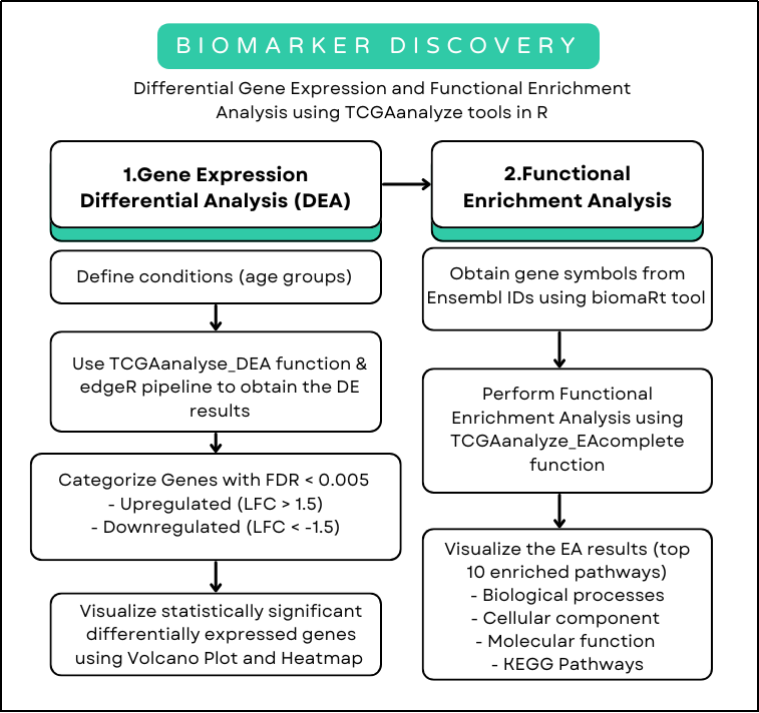 BIOMARKER DISCOVERY
Differential Gene Expression and Functional Enrichment
Analysis using TCGAanalyze tools in R
1.Gene Expression
Differential Analysis (DEA)
Define conditions (age groups)
Use TCGAanalyse_DEA function &
edgeR pipeline to obtain the DE
results
Categorize Genes with FDR < 0.005
- Upregulated (LFC > 1.5)
- Downregulated (LFC < -1.5)
Visualize statistically significant
differentially expressed genes
using Volcano Plot and Heatmap
2.Functional
Enrichment Analysis
Obtain gene symbols from
Ensembl IDs using biomaRt tool
Perform Functional
Enrichment Analysis using
TCGAanalyze_EAcomplete
function
Visualize the EA results (top
10 enriched pathways)
- Biological processes
- Cellular component
- Molecular function
- KEGG Pathways